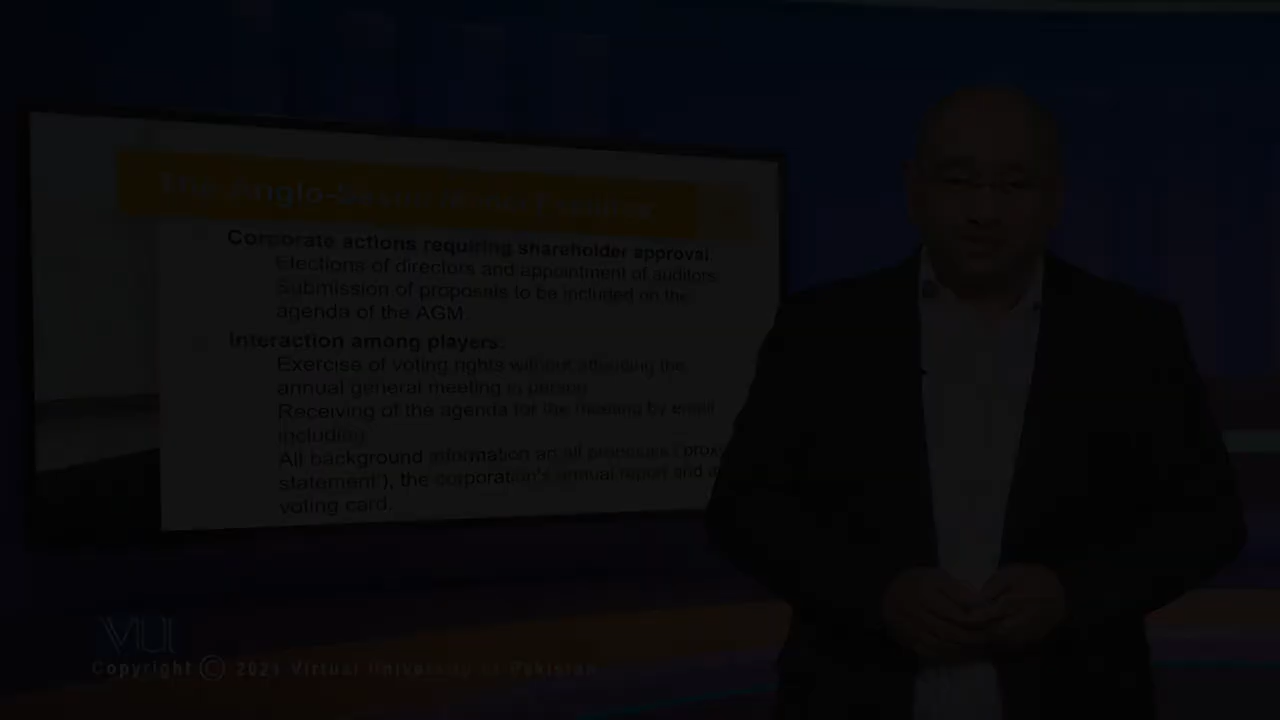 The Anglo-Saxon
Corporate actions requiring shareholder approval:
Elections of directors and appointment of auditors
Submission of proposals to be included on the
agenda of the AGM.
Interaction among players:
Exercise of voting rights without attending the
annual general meeting in person
Receiving of the agenda for the meeting by email
including
All background information on all proposals proxy
statement"), the corporation's annual report and a
voting card.
VU
Copyright © 2021 Virtual University of Pakistan